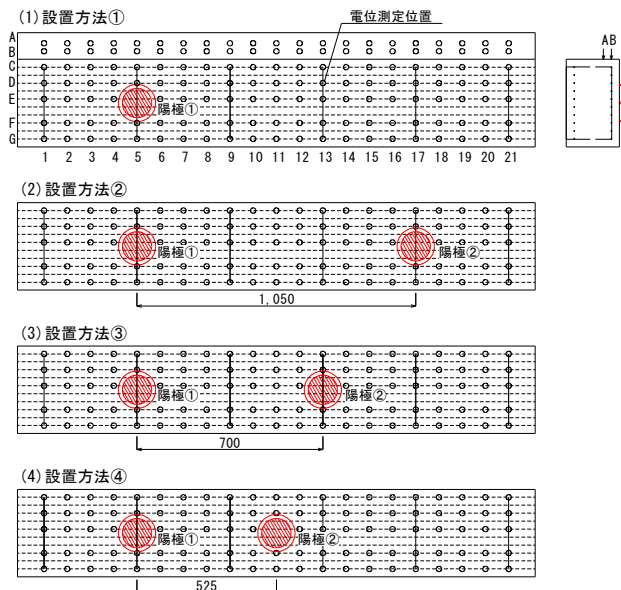 (1)設置方法①
電位測定位置
A
B
C
D
E
F
G
陽極①
1 2 3 4 5 6 7 8 9 10 11 12 13 14 15 16 17 18 19 20 21
AB
(2)設置方法②
陽極①
陽極②
1,050
(3)設置方法③
陽極①
陽極②
700
(4)設置方法④
陽極①
陽極②
525